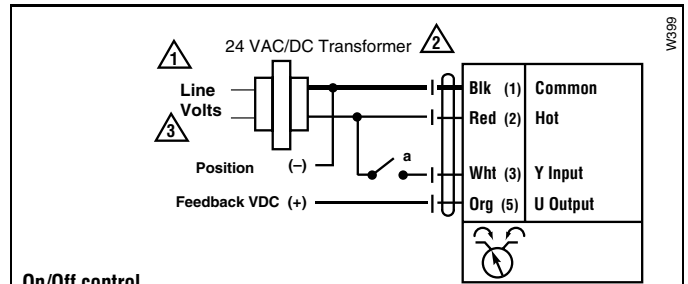 W399
1
24 VAC/DC Transformer
2
Line
Volts
3
Blk (1) Common
Red (2) Hot
a
Position (–)
Wht (3) Y Input
Feedback VDC (+)
Org (5) U Output
On/Off control